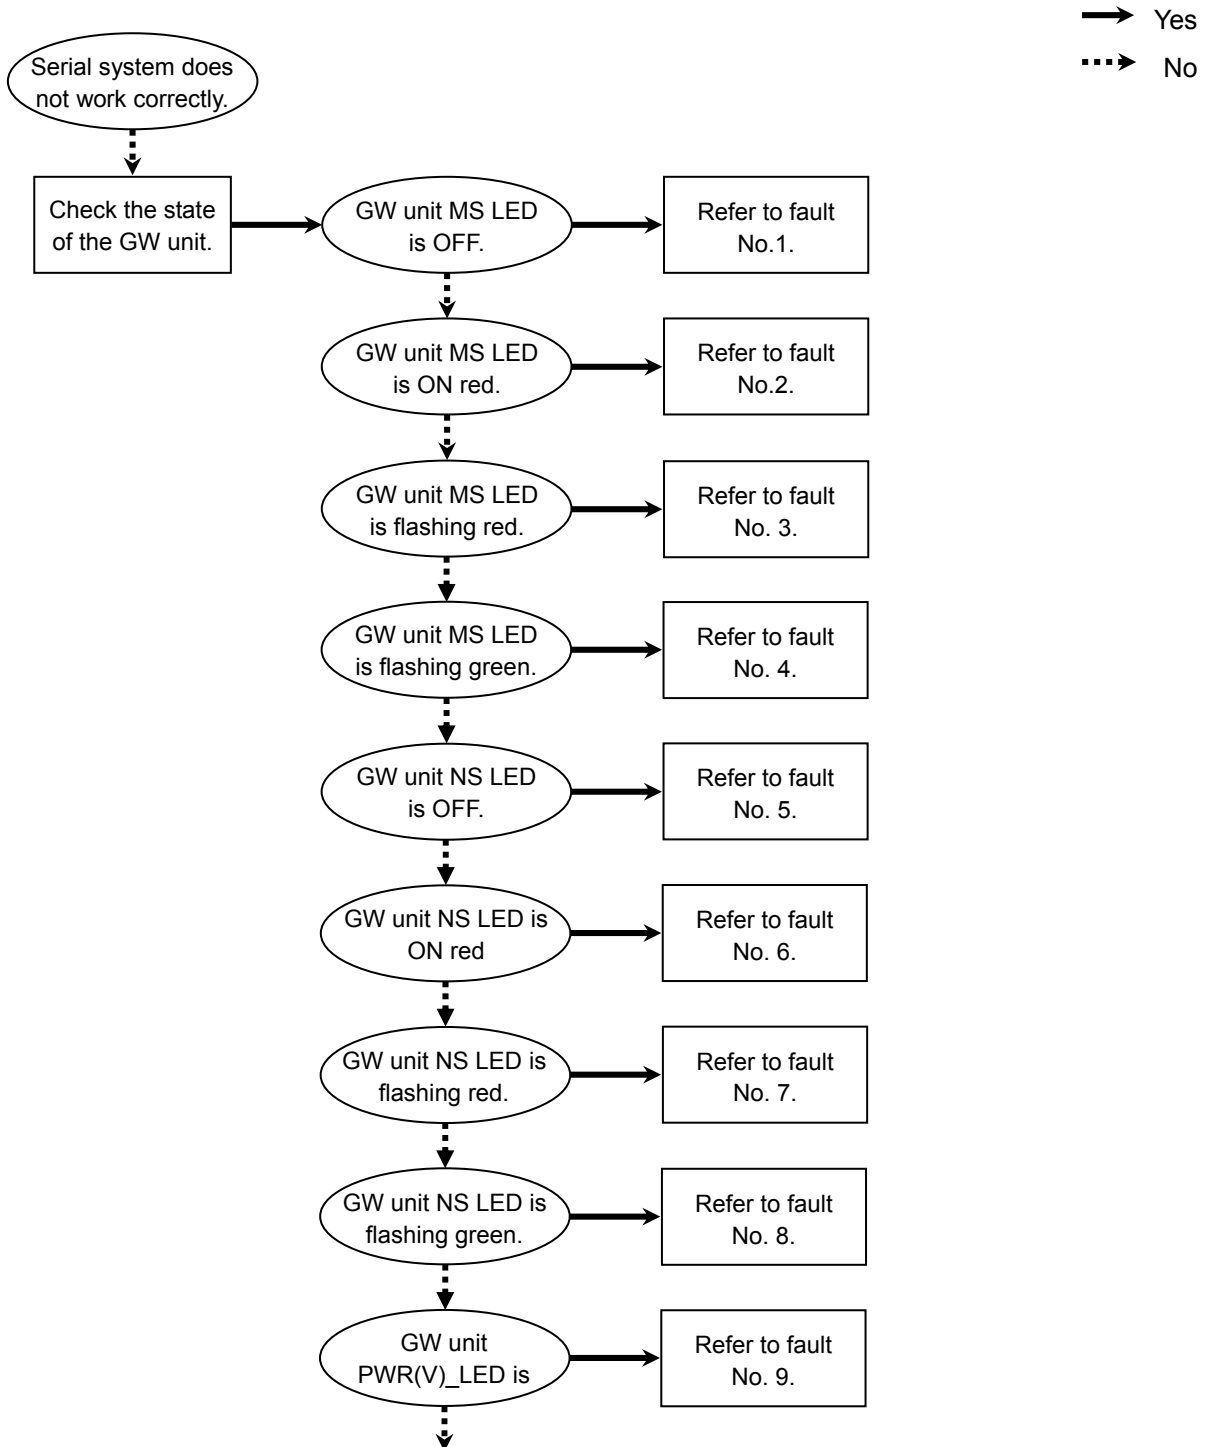 Yes
No
Serial system does
not work correctly.
Check the state
of the GW unit.
GW unit MS LED
is OFF.
Refer to fault
No.1.
GW unit MS LED
is ON red.
Refer to fault
No.2.
GW unit MS LED
is flashing red.
Refer to fault
No. 3.
GW unit MS LED
is flashing green.
Refer to fault
No. 4.
GW unit NS LED
is OFF.
Refer to fault
No. 5.
GW unit NS LED is
ON red
Refer to fault
No. 6.
GW unit NS LED is
flashing red.
Refer to fault
No. 7.
GW unit NS LED is
flashing green.
Refer to fault
No. 8.
GW unit
PWR(V)_LED is
Refer to fault
No. 9.